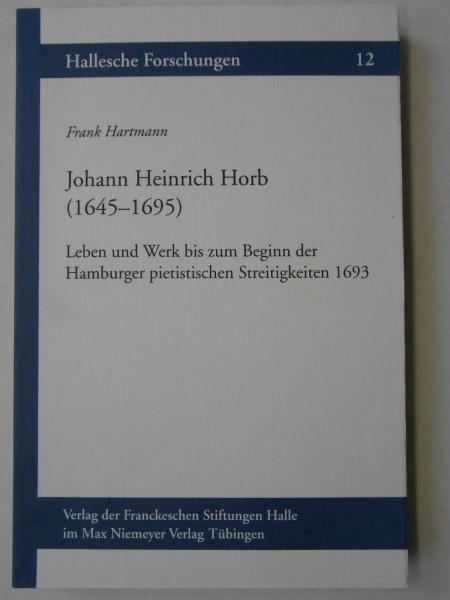 Hallesche Forschungen 12
Frank Hartmann
Johann Heinrich Horb
(1645–1695)
Leben und Werk bis zum Beginn der
Hamburger pietistischen Streitigkeiten 1693
Verlag der Franckeschen Stiftungen Halle
im Max Niemeyer Verlag Tübingen